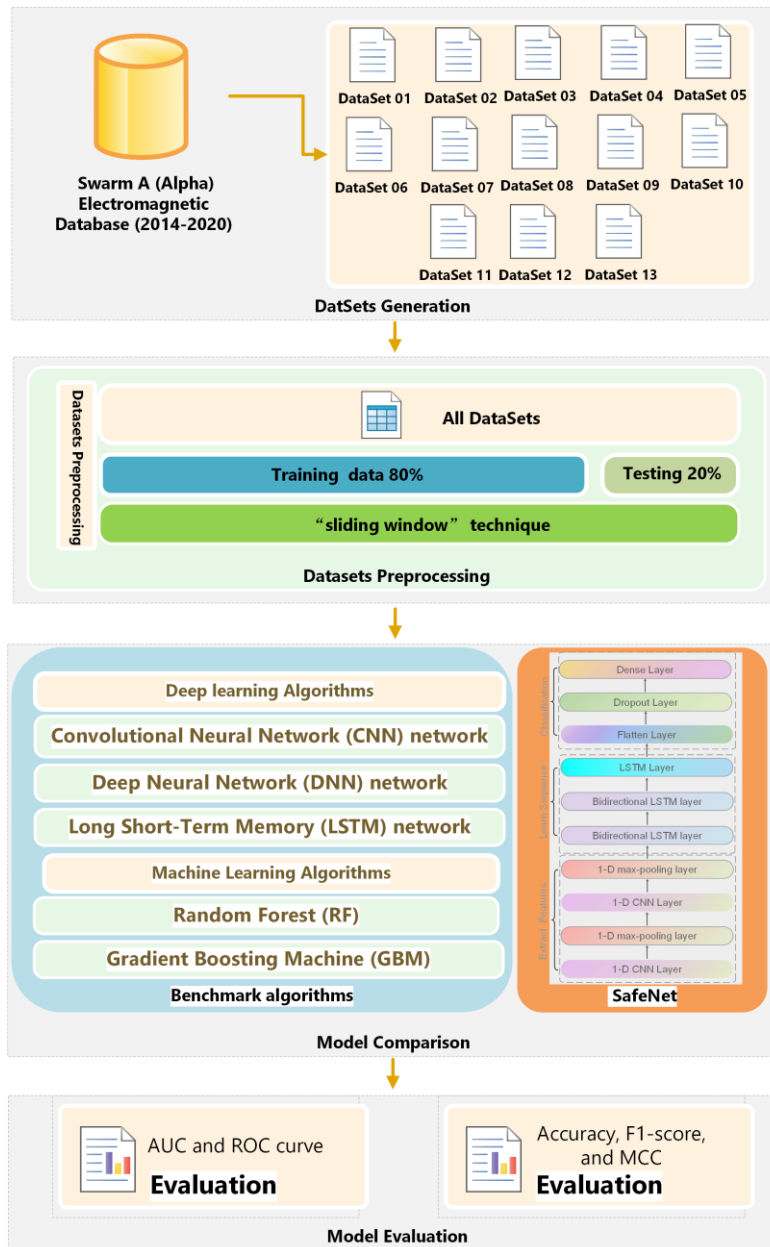 DataSet 01 DataSet 02 DataSet 03 DataSet 04 DataSet 05
Swarm A (Alpha)
Electromagnetic
Database (2014-2020)
DataSet 06 DataSet 07 DataSet 08 DataSet 09 DataSet 10
DataSet 11 DataSet 12 DataSet 13
DatSets Generation
Datasets Preprocessing
All DataSets
Training data 80%
Testing 20%
“sliding window” technique
Datasets Preprocessing
Deep learning Algorithms
Convolutional Neural Network (CNN) network
Deep Neural Network (DNN) network
Long Short-Term Memory (LSTM) network
Machine Learning Algorithms
Random Forest (RF)
Gradient Boosting Machine (GBM)
Benchmark algorithms
Classification
Dense Layer
Dropout Layer
Flatten Layer
Learn Sequence
LSTM Layer
Bidirectional LSTM layer
Bidirectional LSTM layer
Extract Features
1-D max-pooling layer
1-D CNN Layer
1-D max-pooling layer
1-D CNN Layer
SafeNet
Model Comparison
AUC and ROC curve
Evaluation
Accuracy, F1-score,
and MCC
Evaluation
Model Evaluation